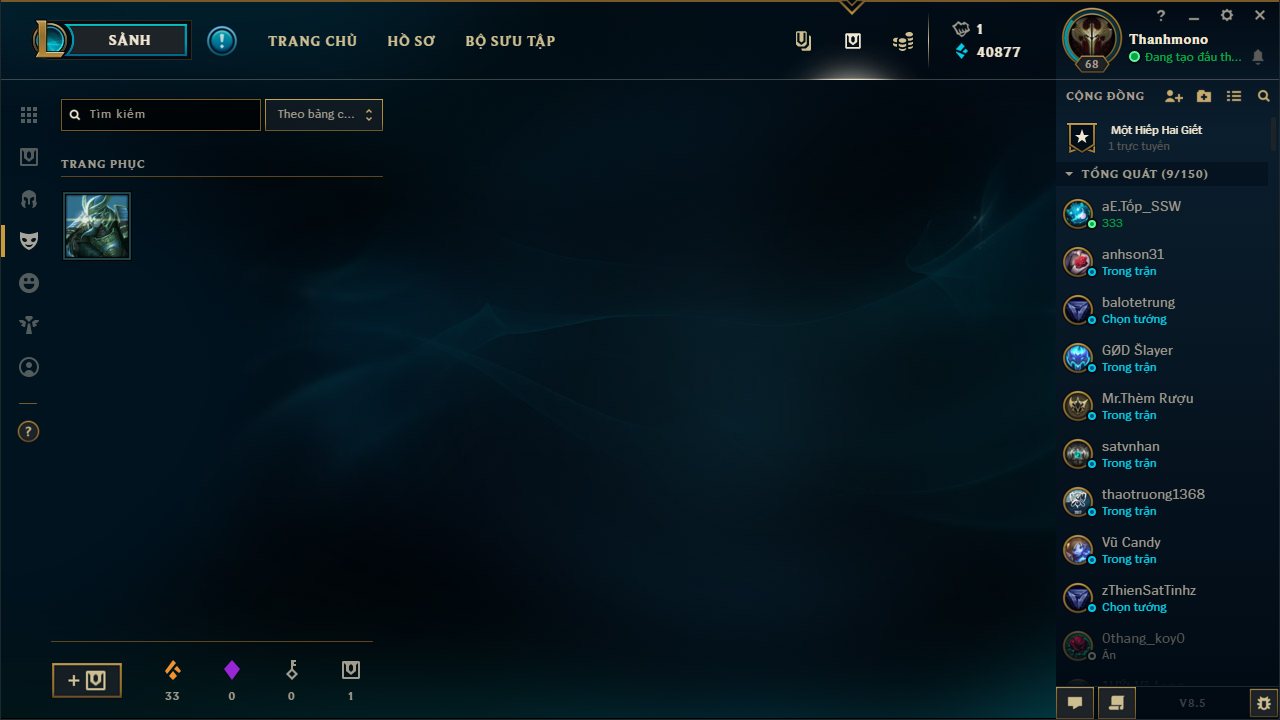 SẢNH
TRANG CHỦ
HỒ SƠ
BỘ SƯU TẬP
1
40877
?
68
Thanhmono
Đang tạo đấu th...
Tìm kiếm
Theo bảng c...
TRANG PHỤC
?
33
0
0
1
CỘNG ĐỒNG
Một Hiếp Hai Giết
1 trực tuyến
TỔNG QUÁT (9/150)
aE.Tốp_SSW
333
anhson31
Trong trận
balotetrung
Chọn tướng
GØD Šlayer
Trong trận
Mr.Thèm Rượu
Trong trận
satvnhan
Trong trận
thaotruong1368
Trong trận
Vũ Candy
Trong trận
zThienSatTinhz
Chọn tướng
0thang_koy0
Ẩn
V8.5